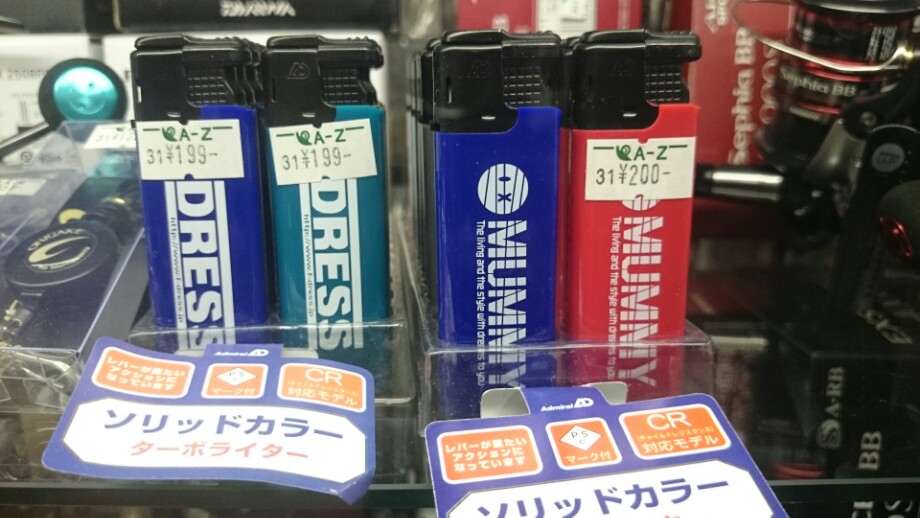 DAIWA
A-Z
31 ¥199-
DRESS
A-Z
31 ¥199-
DRESS
MUMMY
The living and the style with dreams to you
A-Z
31 ¥200-
MUMMY
The living and the style with dreams to you
Sephia BB
Sephia BB
Admiral
レバーが重たい
アクションに
なっています
PSC
マーク付
CR
(チャイルドレジスタンス)
対応モデル
ソリッドカラー
ターボライター
Admiral
レバーが重たい
アクションに
なっています
PSC
マーク付
CR
(チャイルドレジスタンス)
対応モデル
ソリッドカラー
A-RB
BB